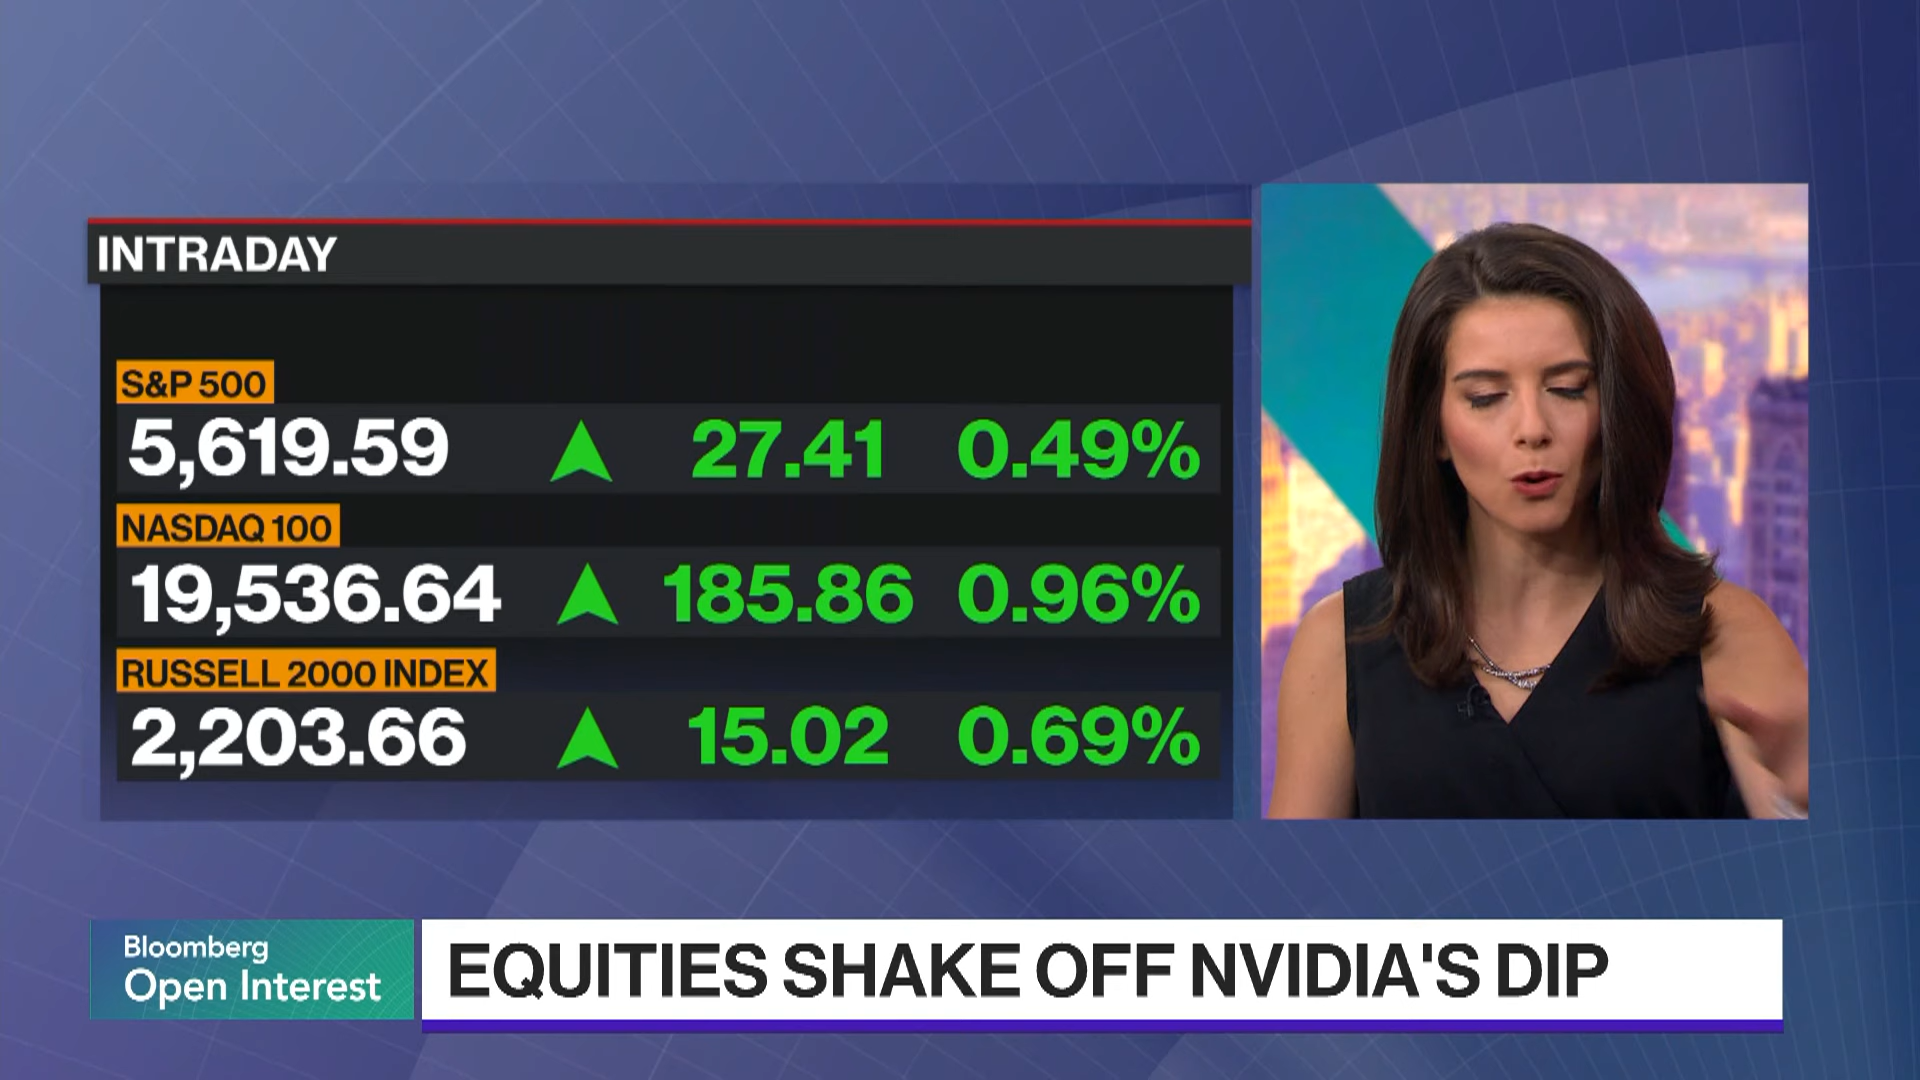 INTRADAY
S&P 500
5,619.59 ▲ 27.41 0.49%
NASDAQ 100
19,536.64 ▲ 185.86 0.96%
RUSSELL 2000 INDEX
2,203.66 ▲ 15.02 0.69%
Bloomberg
Open Interest
EQUITIES SHAKE OFF NVIDIA'S DIP